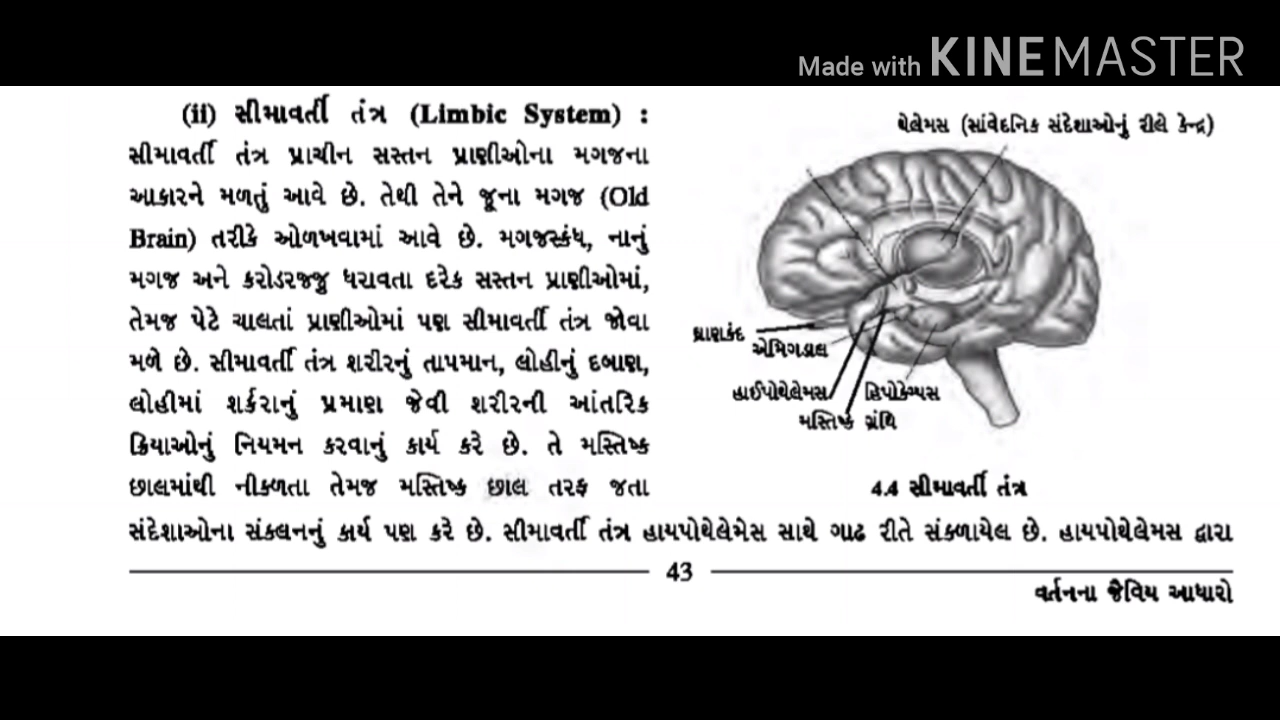 Made with KINEMASTER
(ii) સીમાવર્તી તંત્ર (Limbic System) :
સીમાવર્તી તંત્ર પ્રાચીન સસ્તન પ્રાણીઓના મગજના
આકારને મળતું આવે છે. તેથી તેને જૂના મગજ (Old
Brain) તરીકે ઓળખવામાં આવે છે. મગજસ્કંધ, નાનું
મગજ અને કરોડરજ્જુ ધરાવતા દરેક સસ્તન પ્રાણીઓમાં,
તેમજ પેટે ચાલતાં પ્રાણીઓમાં પણ સીમાવર્તી તંત્ર જોવા
મળે છે. સીમાવર્તી તંત્ર શરીરનું તાપમાન, લોહીનું દબાણ,
લોહીમાં શર્કરાનું પ્રમાણ જેવી શરીરની આંતરિક
ક્રિયાઓનું નિયમન કરવાનું કાર્ય કરે છે. તે મસ્તિષ્ક
છાલમાંથી નીકળતા તેમજ મસ્તિષ્ક છાલ તરફ જતા
સંદેશાઓના સંકલનનું કાર્ય પણ કરે છે. સીમાવર્તી તંત્ર હાયપોથેલેમેસ સાથે ગાઢ રીતે સંકળાયેલ છે. હાયપોથેલેમસ દ્વારા
થેલેમસ (સાંવેદનિક સંદેશાઓનું રીલે કેન્દ્ર)
ઘ્રાણકંદ
એમિગડાલ
હાઈપોથેલેમસ
હિપોકેમ્પસ
મસ્તિષ્ક ગ્રંથિ
4.4 સીમાવર્તી તંત્ર
43
વર્તનના જૈવિય આધારો